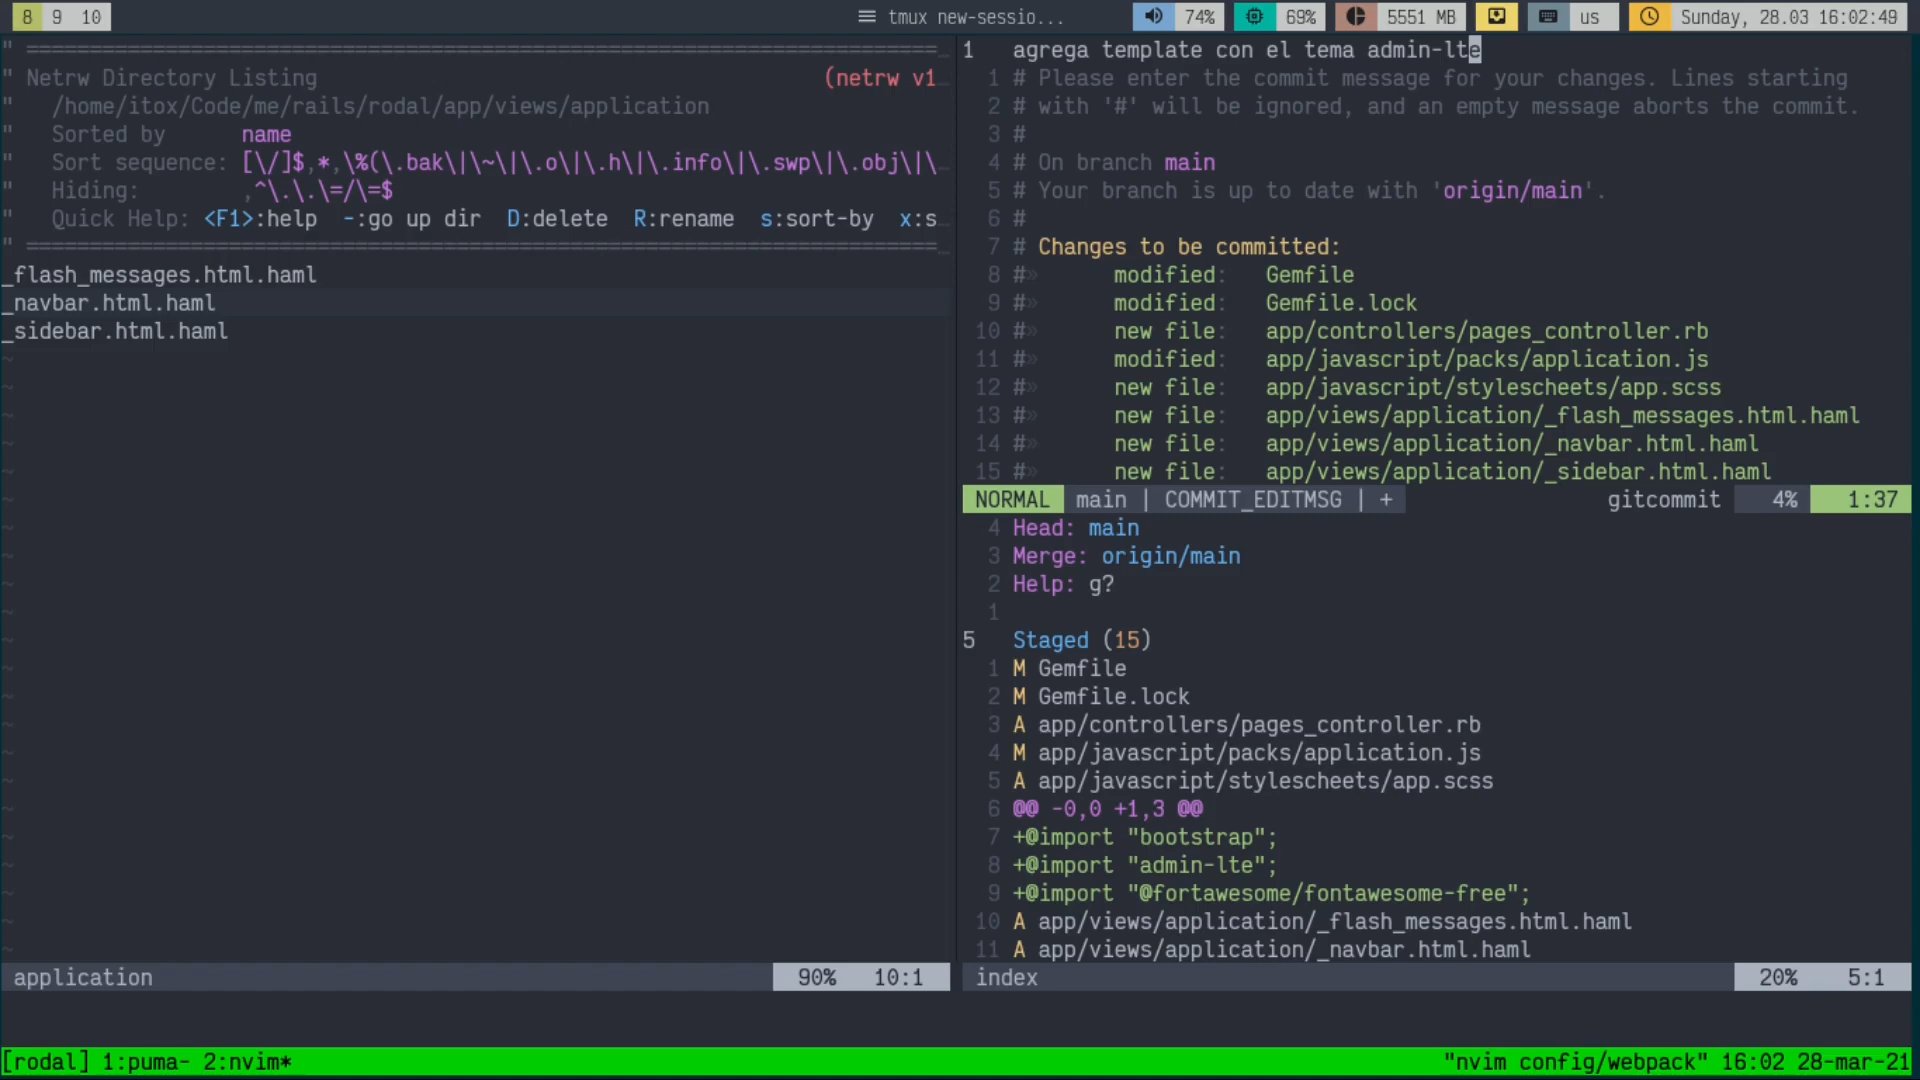 8 9 10
tmux new-sessio...
74%
69%
5551 MB
us
Sunday, 28.03 16:02:49
" ========================================================================
" Netrw Directory Listing (netrw v1
" /home/itox/Code/me/rails/rodal/app/views/application
" Sorted by name
" Sort sequence: [\/]$,*,\%(\.bak\|\~\|\.o\|\.h\|\.info\|\.swp\|\.obj\|\
" Hiding: ,^\.\.\=/\=$
" Quick Help: <F1>:help -:go up dir D:delete R:rename s:sort-by x:s
" ========================================================================
_flash_messages.html.haml
_navbar.html.haml
_sidebar.html.haml
application 90% 10:1
1 agrega template con el tema admin-lte
1 # Please enter the commit message for your changes. Lines starting
2 # with '#' will be ignored, and an empty message aborts the commit.
3 #
4 # On branch main
5 # Your branch is up to date with 'origin/main'.
6 #
7 # Changes to be committed:
8 #» modified: Gemfile
9 #» modified: Gemfile.lock
10 #» new file: app/controllers/pages_controller.rb
11 #» modified: app/javascript/packs/application.js
12 #» new file: app/javascript/stylescheets/app.scss
13 #» new file: app/views/application/_flash_messages.html.haml
14 #» new file: app/views/application/_navbar.html.haml
15 #» new file: app/views/application/_sidebar.html.haml
NORMAL main | COMMIT_EDITMSG | + gitcommit 4% 1:37
4 Head: main
3 Merge: origin/main
2 Help: g?
1
5 Staged (15)
1 M Gemfile
2 M Gemfile.lock
3 A app/controllers/pages_controller.rb
4 M app/javascript/packs/application.js
5 A app/javascript/stylescheets/app.scss
6 @@ -0,0 +1,3 @@
7 +@import "bootstrap";
8 +@import "admin-lte";
9 +@import "@fortawesome/fontawesome-free";
10 A app/views/application/_flash_messages.html.haml
11 A app/views/application/_navbar.html.haml
index 20% 5:1
[rodal] 1:puma- 2:nvim* "nvim config/webpack" 16:02 28-mar-21